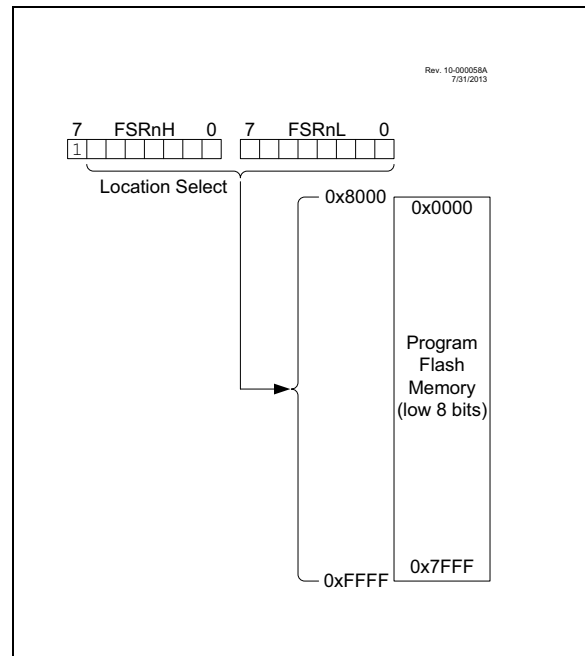 Rev. 10-000058A
7/31/2013
7 FSRnH 0 7 FSRnL 0
1
Location Select
0x8000 0x0000
Program
Flash
Memory
(low 8 bits)
0xFFFF 0x7FFF